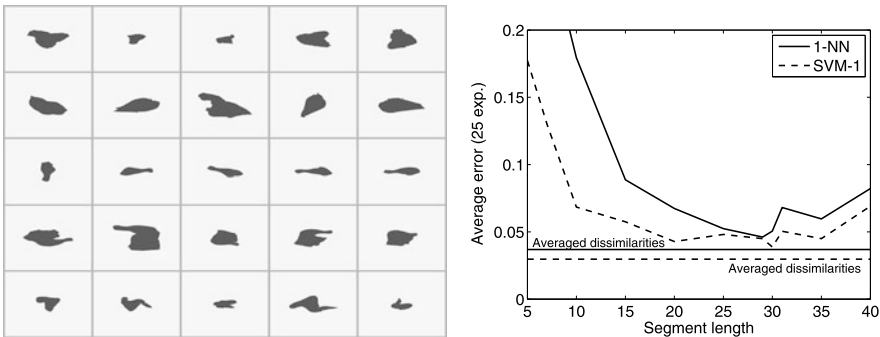 0.2
0.15
0.1
0.05
0
Average error (25 exp.)
1-NN
SVM-1
Averaged dissimilarities
Averaged dissimilarities
5 10 15 20 25 30 35 40
Segment length